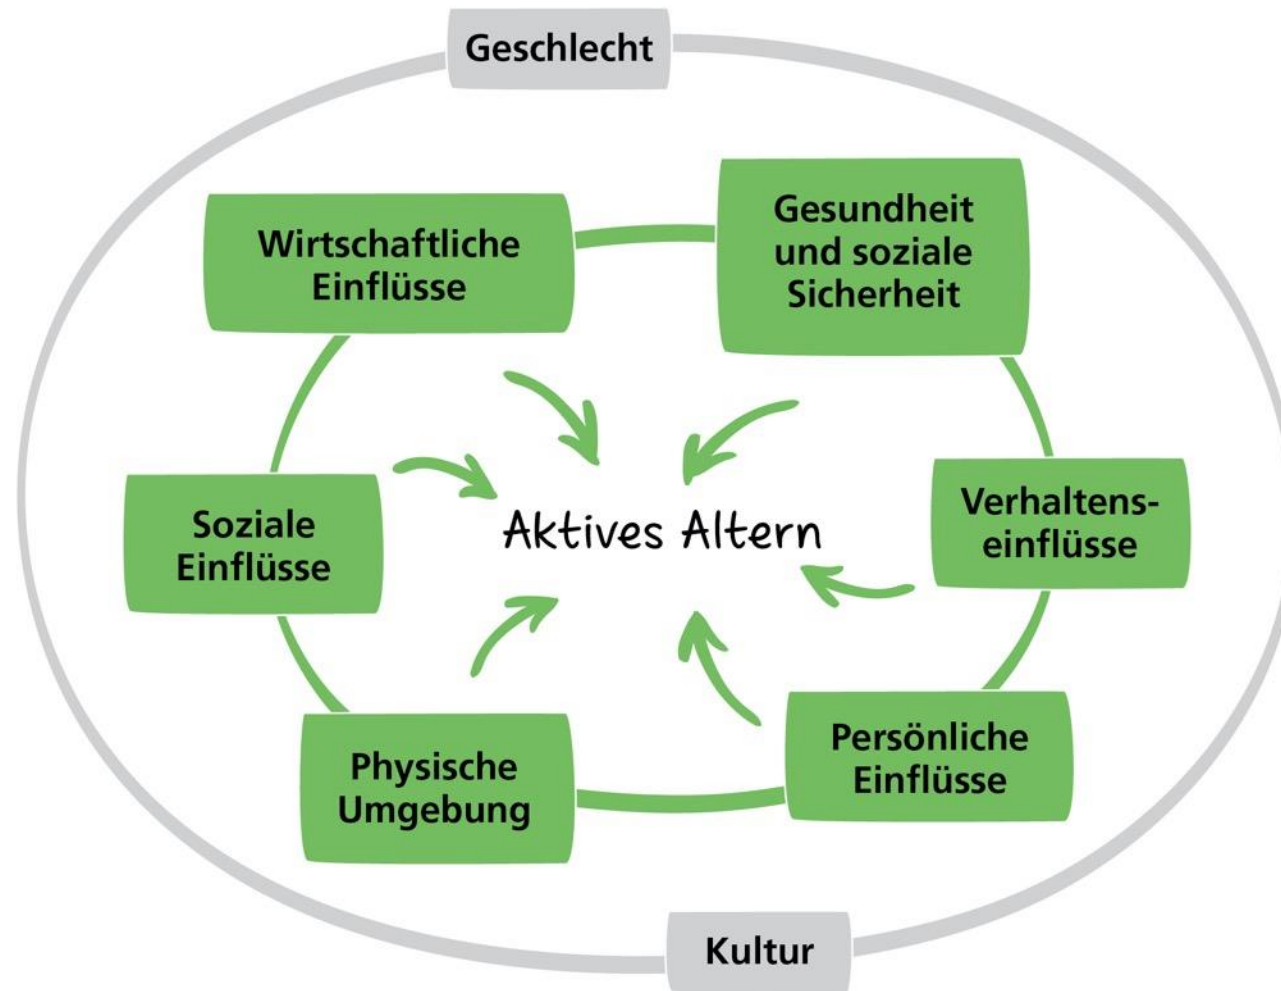 Geschlecht
Wirtschaftliche
Einflüsse
Gesundheit
und soziale
Sicherheit
Soziale
Einflüsse
Aktives Altern
Verhaltens-
einflüsse
Physische
Umgebung
Persönliche
Einflüsse
Kultur